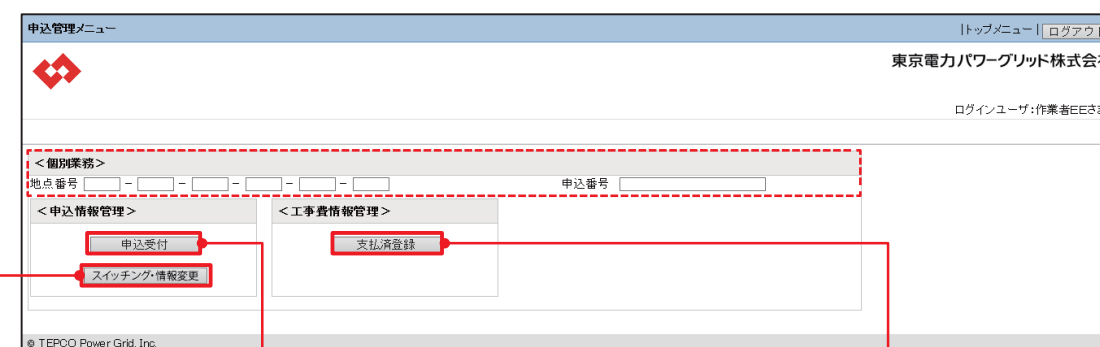 申込管理メニュー |トップメニュー| ログアウ
東京電力パワーグリッド株式会
ログインユーザ:作業者EEさ
＜個別業務＞
地点番号 - - - - - 申込番号
＜申込情報管理＞ ＜工事費情報管理＞
申込受付 支払済登録
スイッチング・情報変更
© TEPCO Power Grid, Inc.